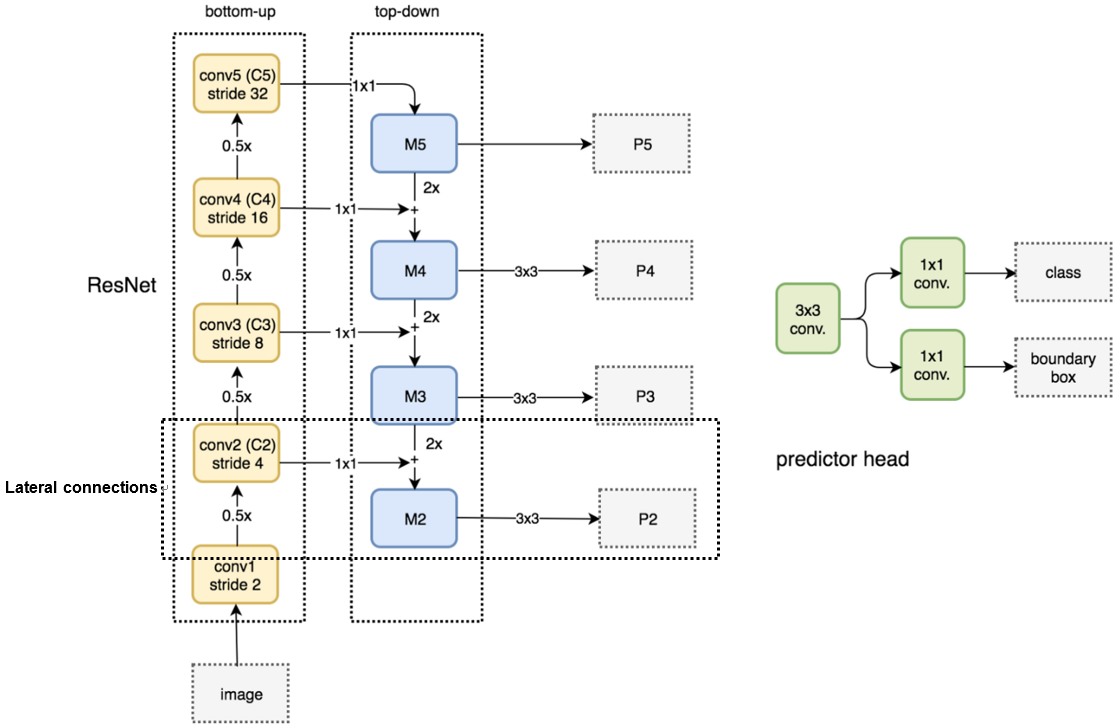 bottom-up
top-down
conv5 (C5)
stride 32
1x1
M5
P5
0.5x
2x
conv4 (C4)
stride 16
1x1
+
M4
3x3
P4
0.5x
2x
ResNet
conv3 (C3)
stride 8
1x1
+
M3
3x3
P3
0.5x
2x
conv2 (C2)
stride 4
1x1
+
Lateral connections
M2
3x3
P2
0.5x
conv1
stride 2
image
3x3
conv.
1x1
conv.
class
1x1
conv.
boundary
box
predictor head